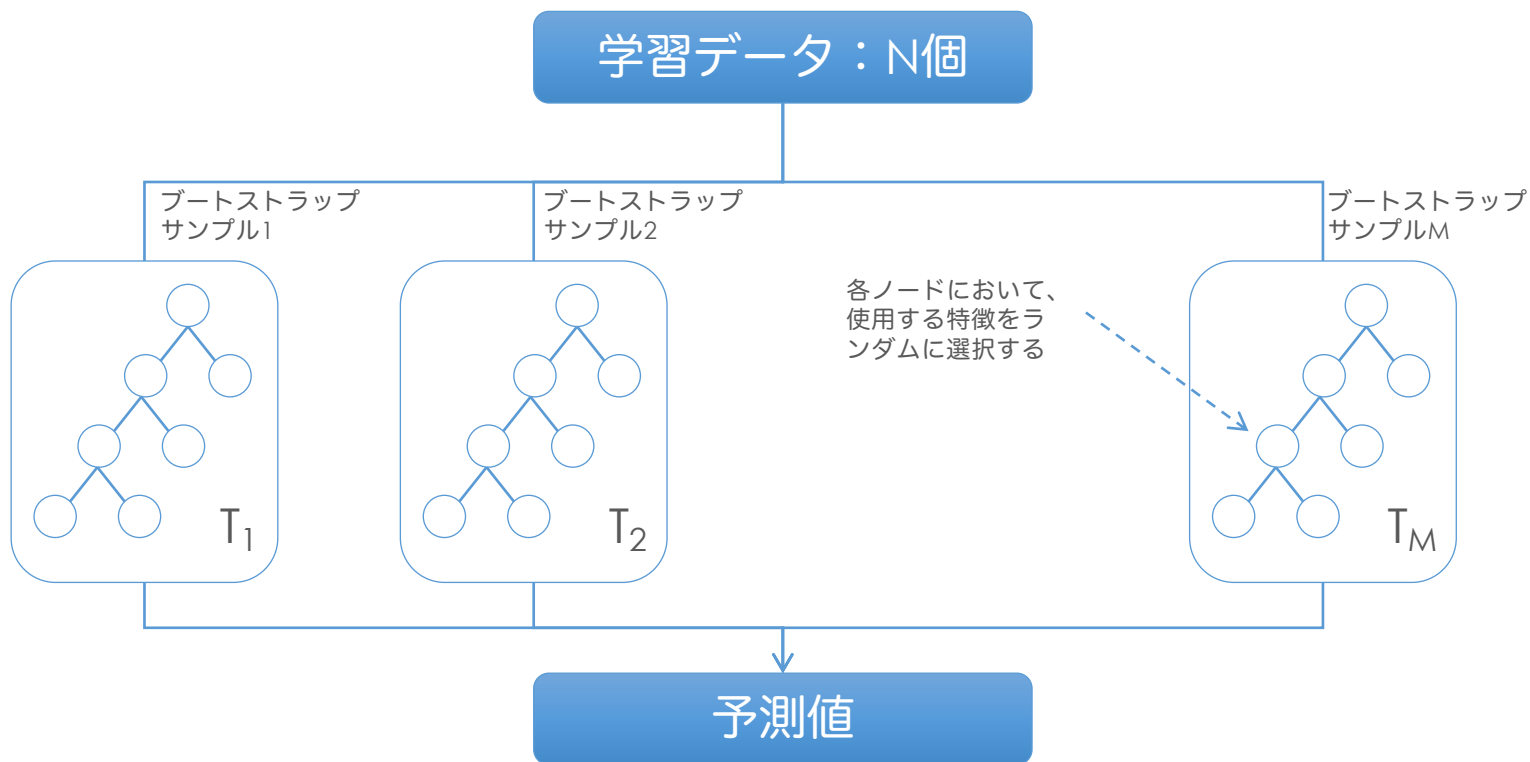 学習データ：N個
ブートストラップ
サンプル1
ブートストラップ
サンプル2
ブートストラップ
サンプルM
各ノードにおいて、
使用する特徴をラ
ンダムに選択する
T1
T2
TM
予測値